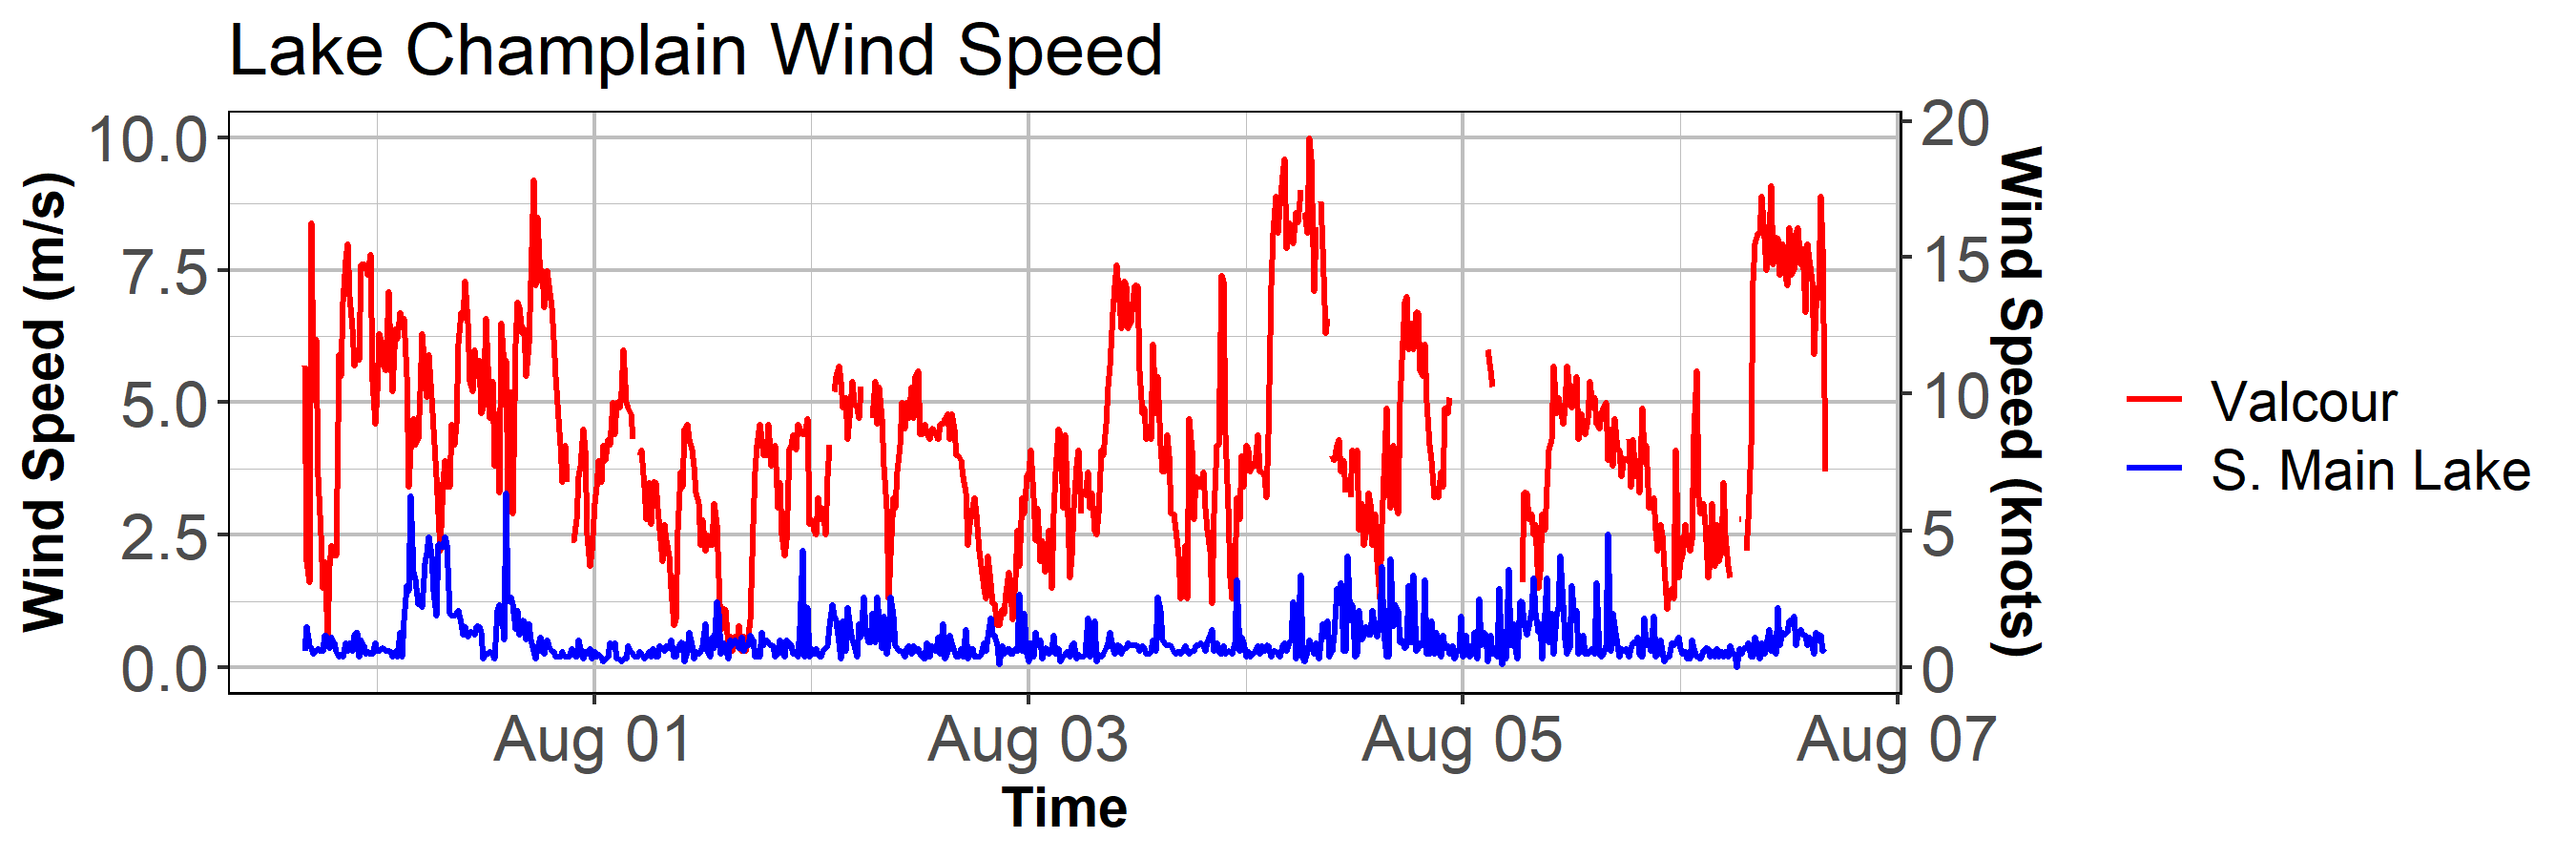 Lake Champlain Wind Speed
10.0
7.5
5.0
2.5
0.0
Wind Speed (m/s)
20
15
10
5
0
Wind Speed (knots)
Aug 01
Aug 03
Aug 05
Aug 07
Time
Valcour
S. Main Lake